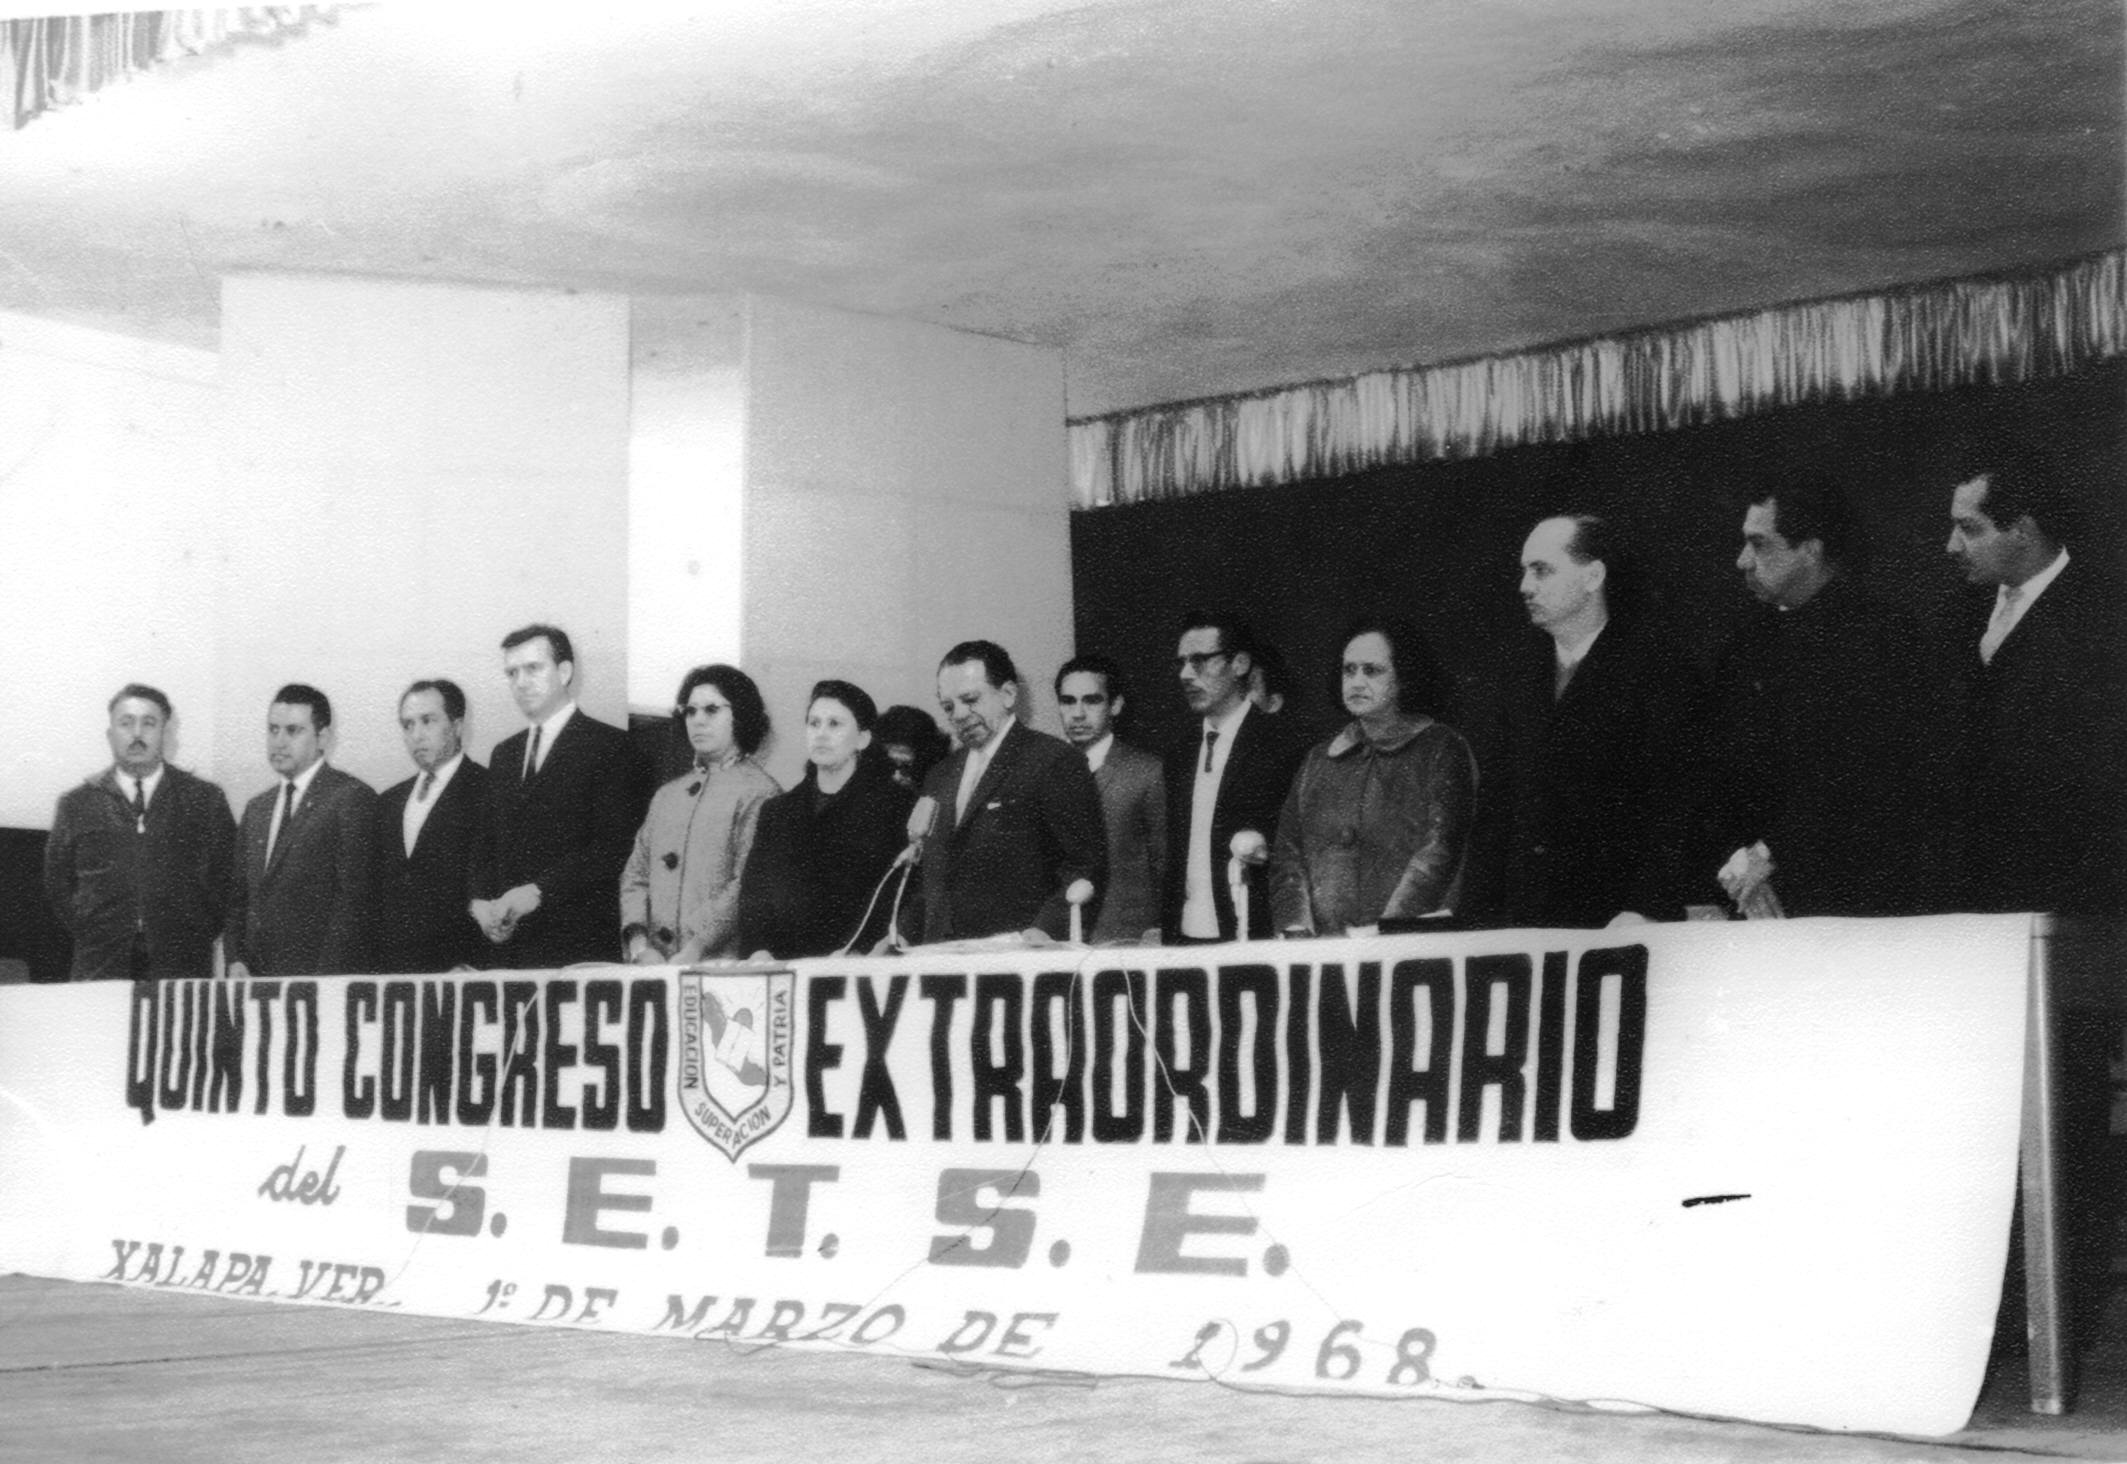 QUINTO CONGRESO EXTRAORDINARIO
EDUCACION
SUPERACION
Y PATRIA
del S. E. T. S. E.
XALAPA, VER. 1º DE MARZO DE 1968.